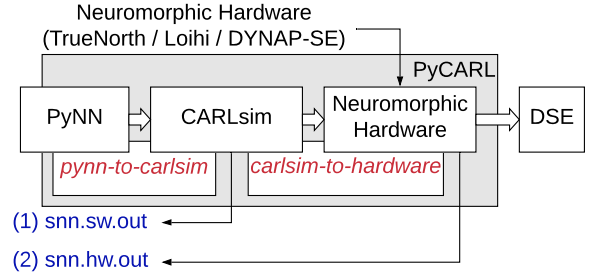 Neuromorphic Hardware
(TrueNorth / Loihi / DYNAP-SE)
PyCARL
PyNN
CARLsim
Neuromorphic
Hardware
DSE
pynn-to-carlsim
carlsim-to-hardware
(1) snn.sw.out
(2) snn.hw.out